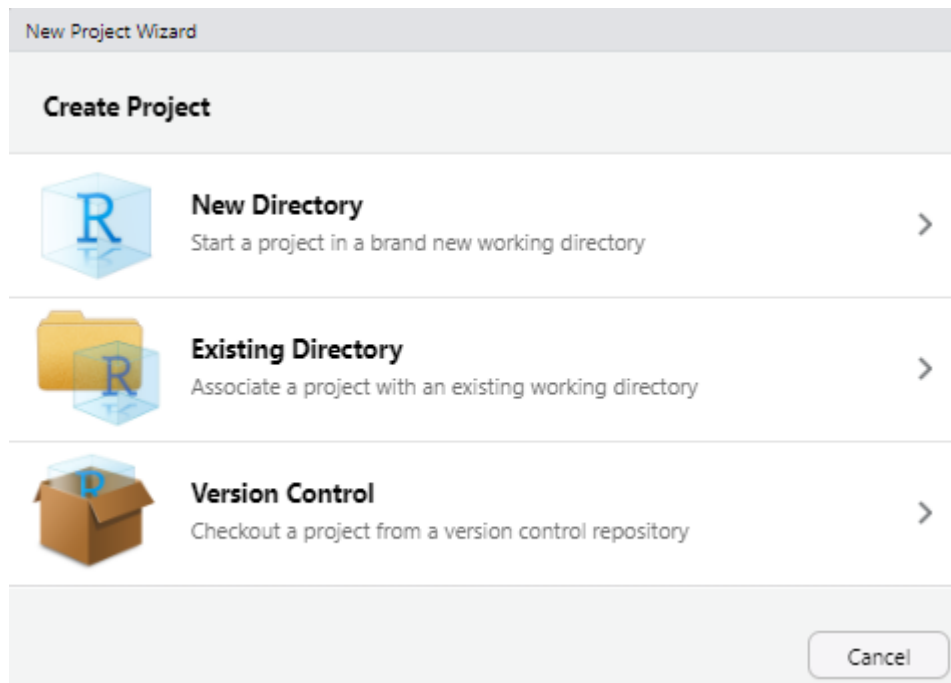 New Project Wizard
Create Project
R
New Directory
Start a project in a brand new working directory
R
Existing Directory
Associate a project with an existing working directory
R
Version Control
Checkout a project from a version control repository
Cancel